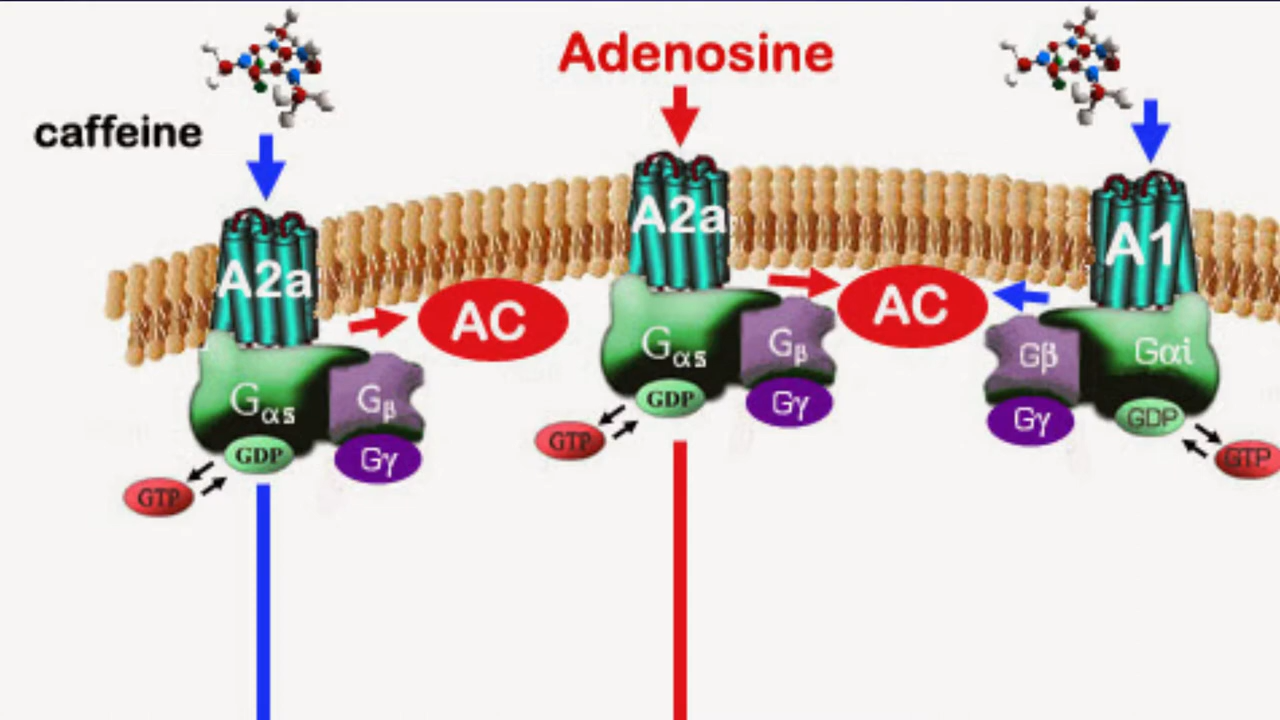 Adenosine
caffeine
A2a
A2a
A1
AC
AC
Gαs
Gβ
Gγ
GDP
GTP
Gαs
Gβ
Gγ
GDP
GTP
Gβ
Gαi
Gγ
GDP
GTP